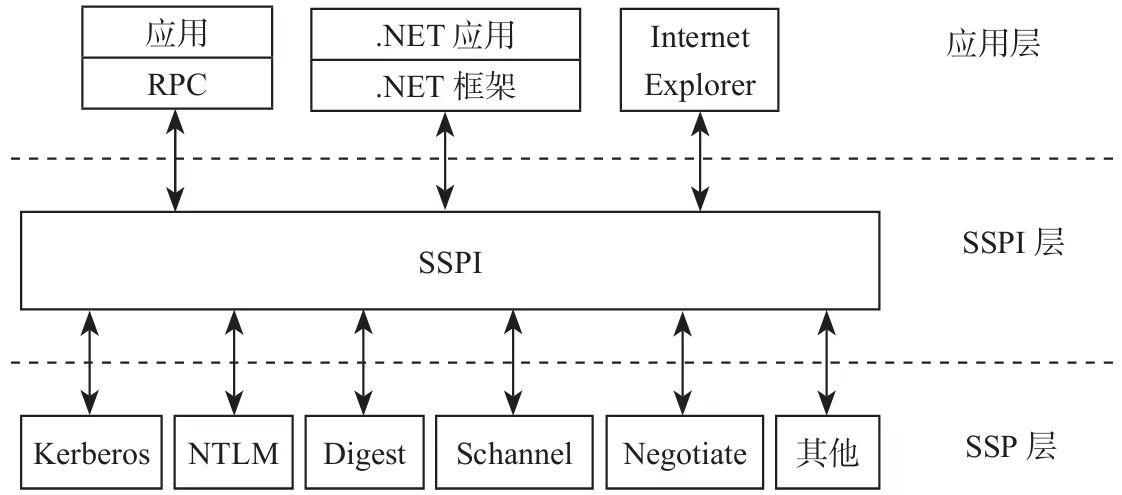 应用
RPC
.NET 应用
.NET 框架
Internet
Explorer
应用层
SSPI
SSPI 层
Kerberos
NTLM
Digest
Schannel
Negotiate
其他
SSP 层